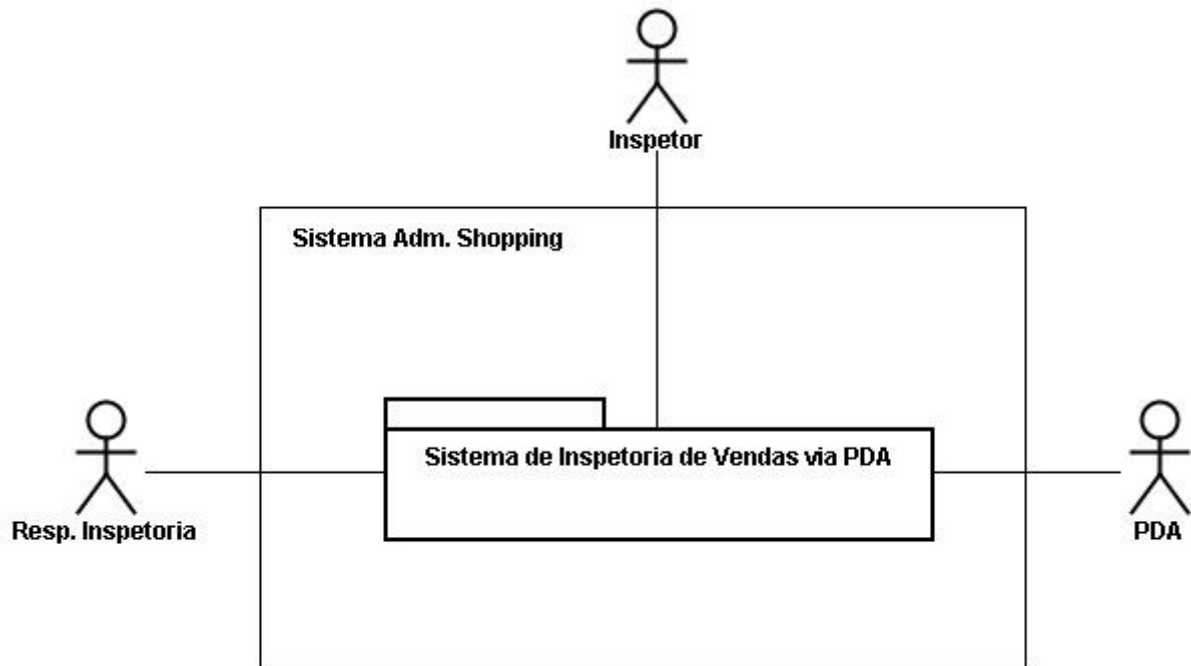 Inspetor
Sistema Adm. Shopping
Sistema de Inspetoria de Vendas via PDA
Resp. Inspetoria
PDA